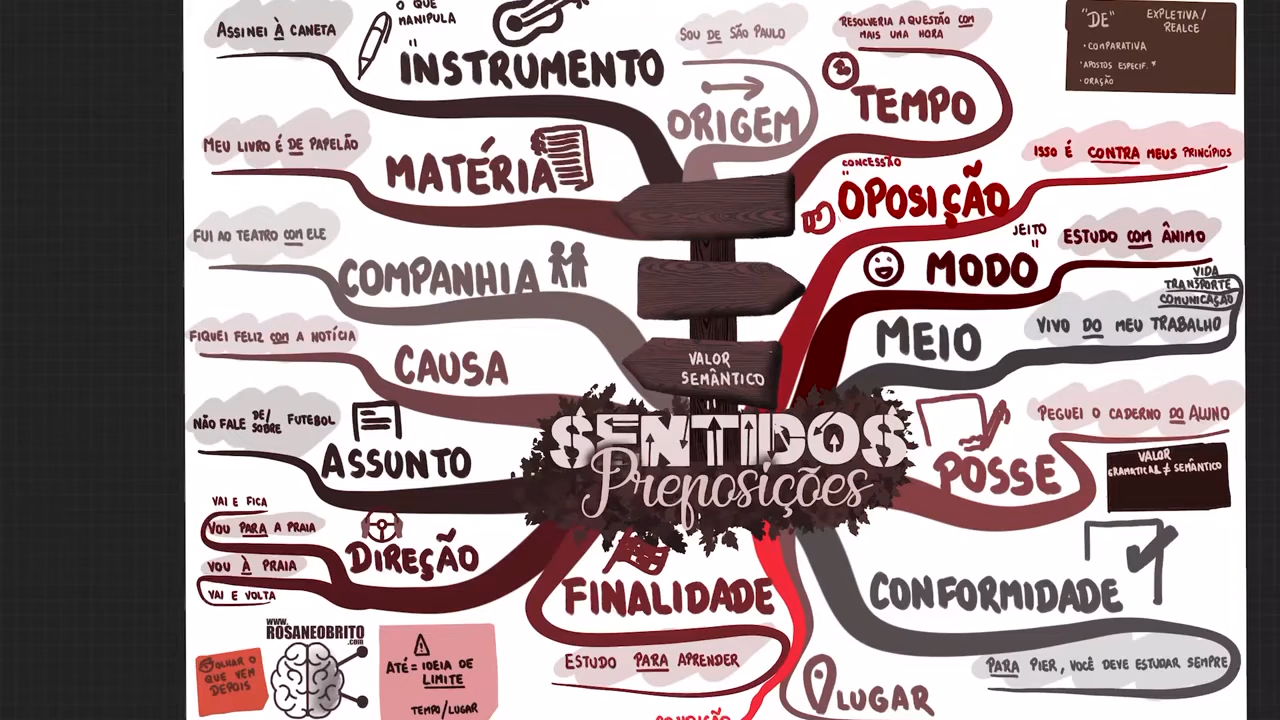 O QUE
MANIPULA
ASSINEI À CANETA
INSTRUMENTO
SOU DE SÃO PAULO
ORIGEM
RESOLVERIA A QUESTÃO COM
MAIS UMA HORA
TEMPO
"DE" EXPLETIVA/
REALCE
• COMPARATIVA
• APOSTOS ESPECIF. *
• ORAÇÃO
MEU LIVRO É DE PAPELÃO
MATÉRIA
CONCESSÃO
OPOSIÇÃO
ISSO É CONTRA MEUS PRINCÍPIOS
FUI AO TEATRO COM ELE
COMPANHIA
JEITO
MODO
ESTUDO COM ÂNIMO
VIDA
TRANSPORTE
COMUNICAÇÃO
MEIO
VIVO DO MEU TRABALHO
FIQUEI FELIZ COM A NOTÍCIA
CAUSA
VALOR
SEMÂNTICO
SENTIDOS
Preposições
NÃO FALE DE/SOBRE FUTEBOL
ASSUNTO
PEGUEI O CADERNO DO ALUNO
POSSE
VALOR
GRAMATICAL ≠ SEMÂNTICO
VAI E FICA
VOU PARA A PRAIA
VOU À PRAIA
VAI E VOLTA
DIREÇÃO
FINALIDADE
ESTUDO PARA APRENDER
CONFORMIDADE
PARA PIER, VOCÊ DEVE ESTUDAR SEMPRE
WWW.
ROSANEOBRITO
.COM
OLHAR O
QUE VEM
DEPOIS
ATÉ = IDEIA DE
LIMITE
TEMPO/LUGAR
LUGAR
CONDIÇÃO